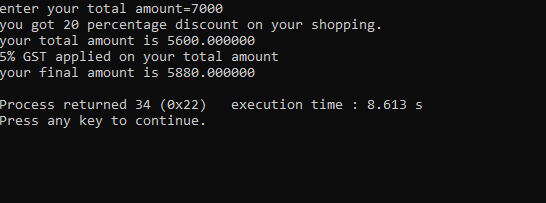 enter your total amount=7000
you got 20 percentage discount on your shopping.
your total amount is 5600.000000
5% GST applied on your total amount
your final amount is 5880.000000
Process returned 34 (0x22)   execution time : 8.613 s
Press any key to continue.